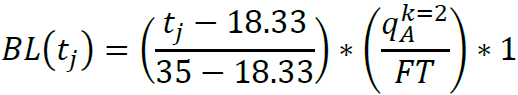 BL(t_j) = ((t_j − 18.33)/(35 − 18.33)) * (q_A^{k=2}/FT) * 1